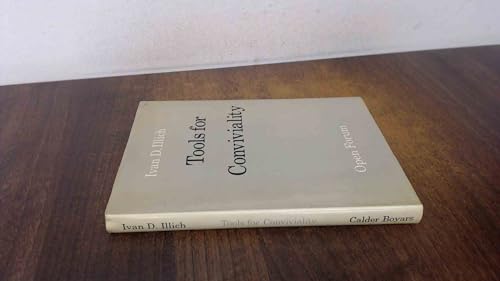 Ivan D. Illich
Tools for
Conviviality
Open Forum
Ivan D. Illich Tools for Conviviality Calder Boyars